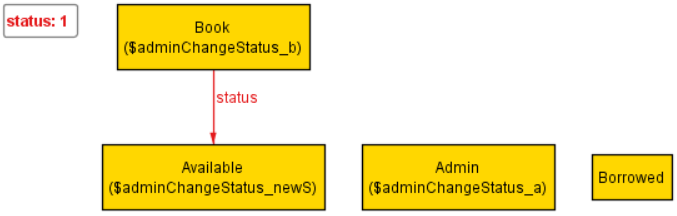 status: 1
Book
($adminChangeStatus_b)
status
Available
($adminChangeStatus_newS)
Admin
($adminChangeStatus_a)
Borrowed